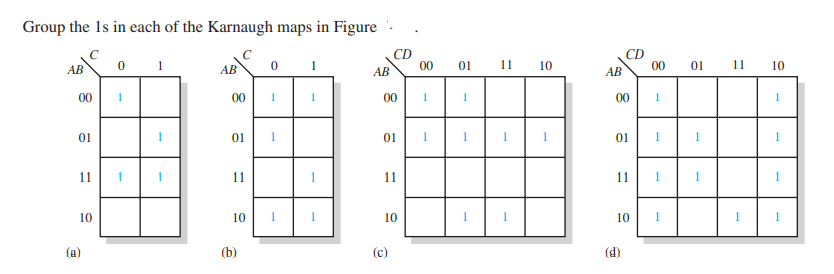 Group the 1s in each of the Karnaugh maps in Figure .
C C CD CD
AB 0 1 AB 0 1 AB 00 01 11 10 AB 00 01 11 10
00 1 00 1 1 00 1 1 00 1 1
01 1 01 1 01 1 1 1 1 01 1 1 1
11 1 1 11 1 11 11 1 1 1
10 10 1 1 10 1 1 10 1 1 1
(a) (b) (c) (d)